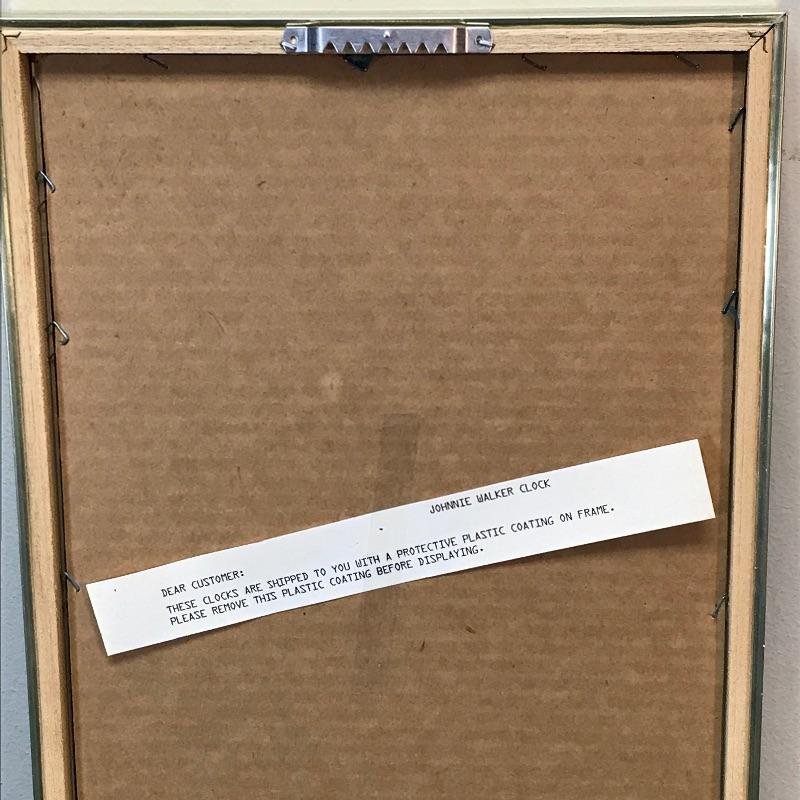 JOHNNIE WALKER CLOCK
DEAR CUSTOMER:
THESE CLOCKS ARE SHIPPED TO YOU WITH A PROTECTIVE PLASTIC COATING ON FRAME.
PLEASE REMOVE THIS PLASTIC COATING BEFORE DISPLAYING.